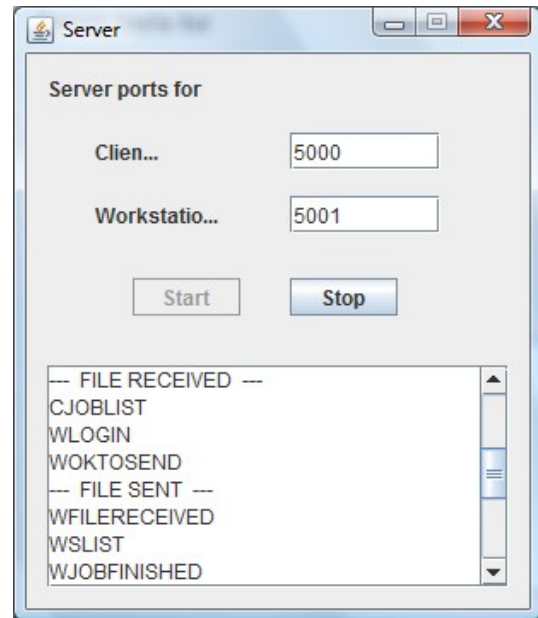 Server
Server ports for
Clien... 5000
Workstatio... 5001
Start Stop
--- FILE RECEIVED ---
CJOBLIST
WLOGIN
WOKTOSEND
--- FILE SENT ---
WFILERECEIVED
WSLIST
WJOBFINISHED